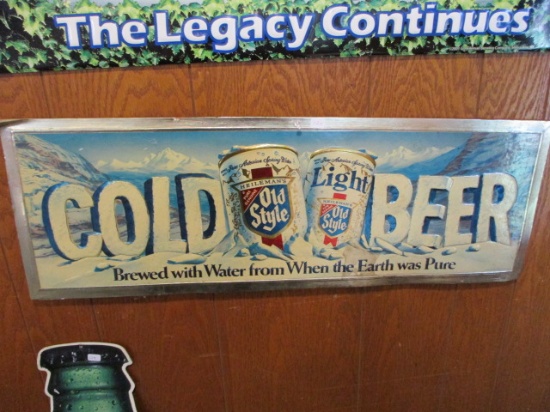 The Legacy Continues
COLD BEER
HEILEMAN'S
Old
Style
Light
Old
Style
Brewed with Water from When the Earth was Pure